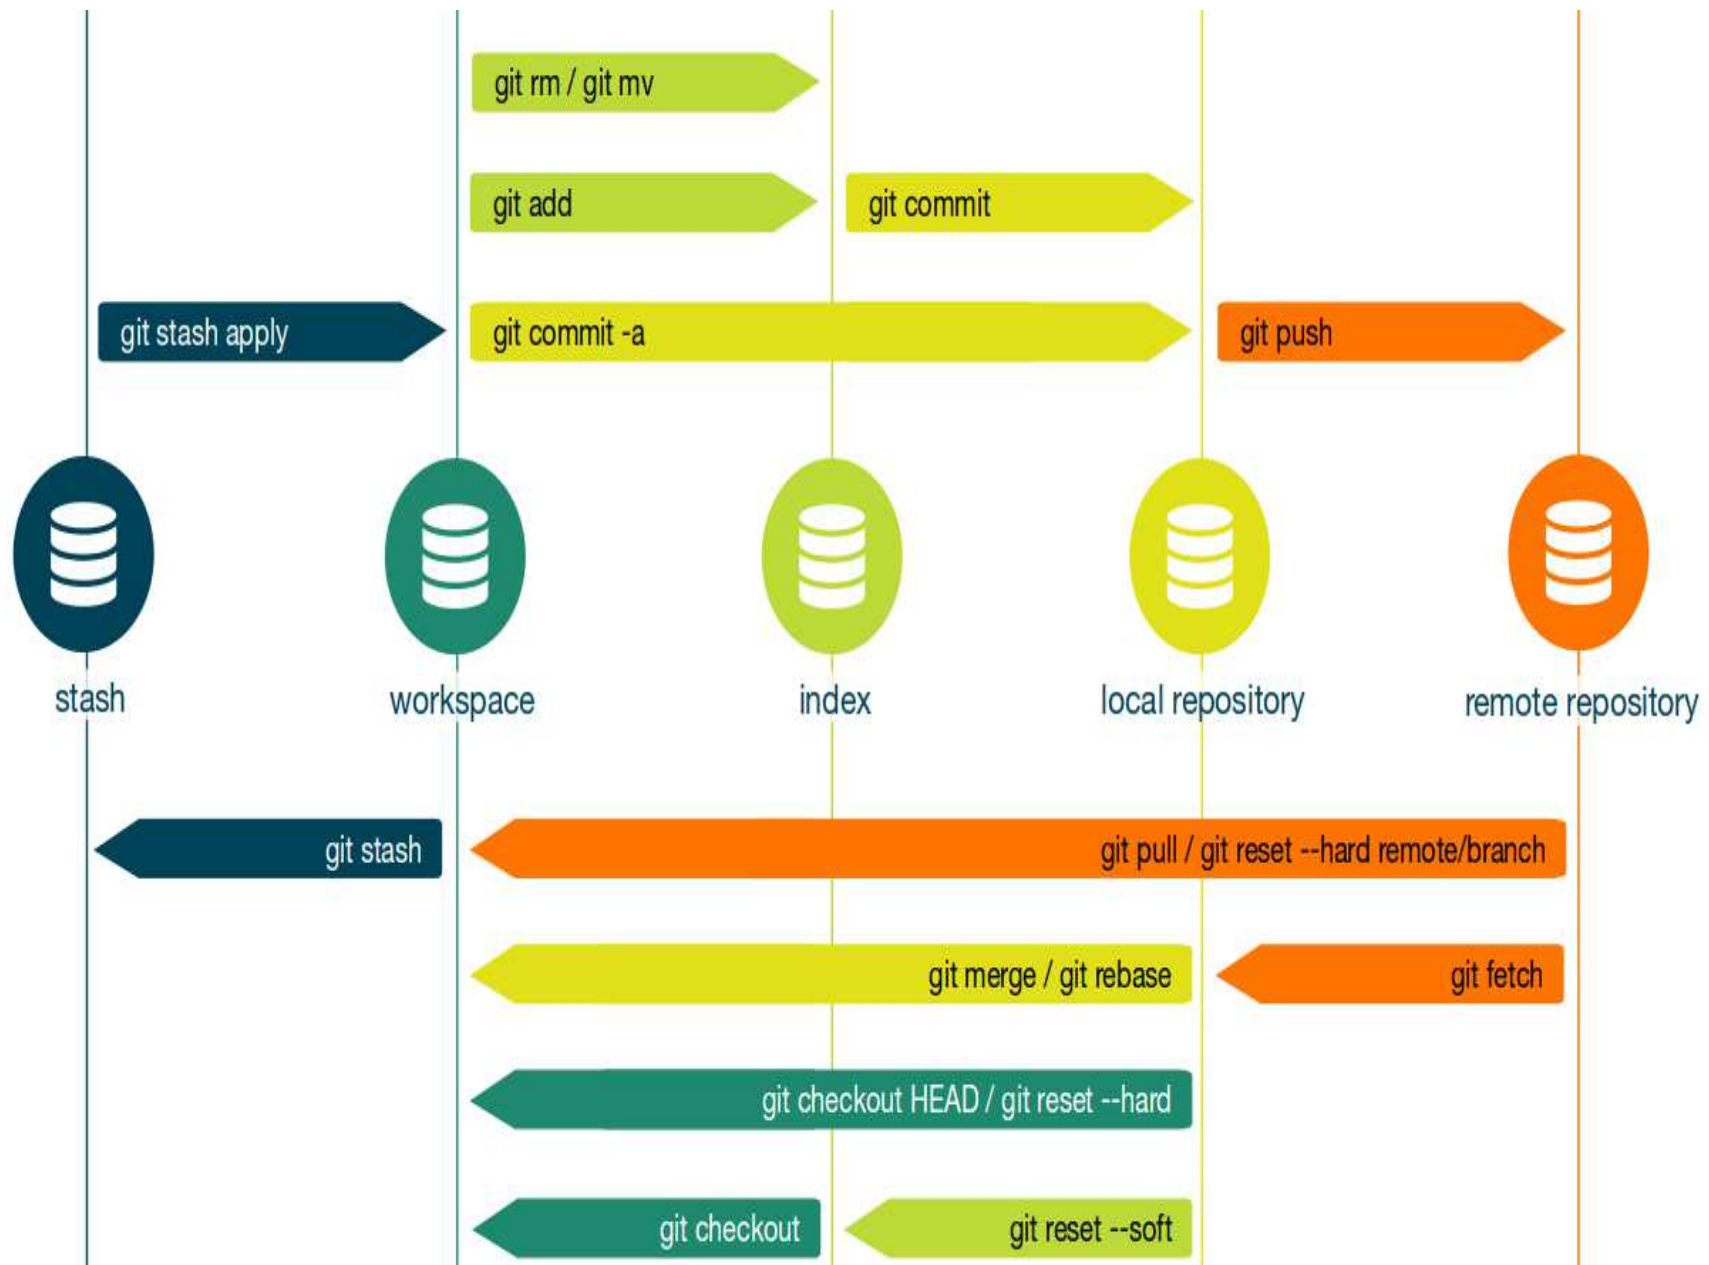 git rm / git mv
git add
git commit
git stash apply
git commit -a
git push
stash
workspace
index
local repository
remote repository
git stash
git pull / git reset --hard remote/branch
git merge / git rebase
git fetch
git checkout HEAD / git reset --hard
git checkout
git reset --soft